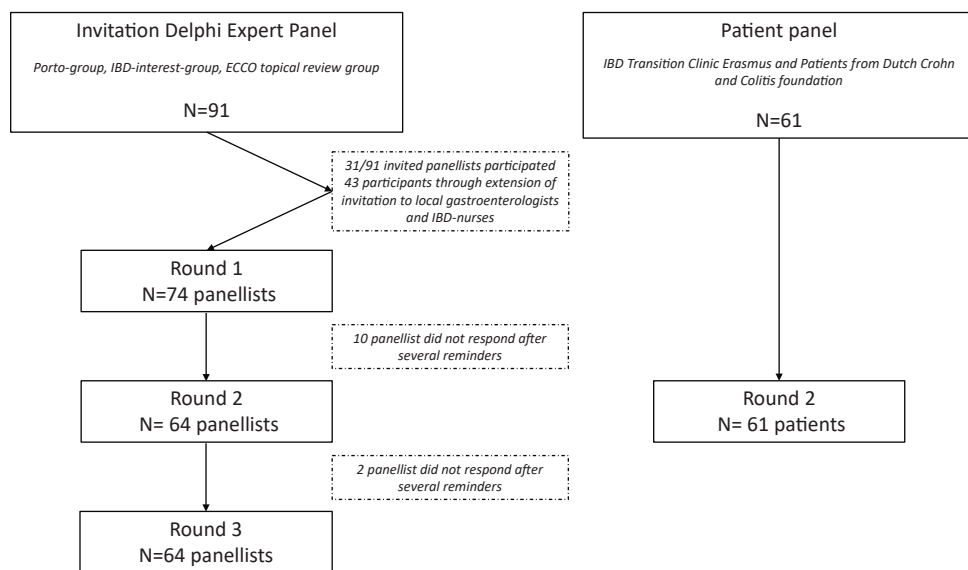 Invitation Delphi Expert Panel
Porto-group, IBD-interest-group, ECCO topical review group
N=91
31/91 invited panellists participated
43 participants through extension of
invitation to local gastroenterologists
and IBD-nurses
Round 1
N=74 panellists
10 panellist did not respond after
several reminders
Round 2
N= 64 panellists
2 panellist did not respond after
several reminders
Round 3
N=64 panellists
Patient panel
IBD Transition Clinic Erasmus and Patients from Dutch Crohn
and Colitis foundation
N=61
Round 2
N= 61 patients